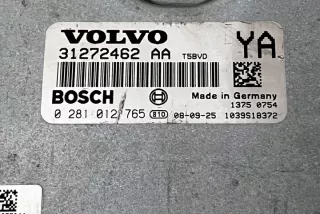 VOLVO
YA
31272462 AA T5BVD
BOSCH
Made in Germany
1375 0754
0 281 012 765 810 08-09-25 1039S18372